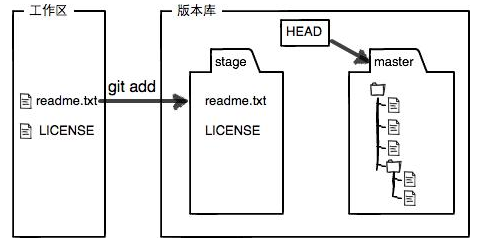 工作区
版本库
HEAD
stage
master
git add
readme.txt
readme.txt
LICENSE
LICENSE